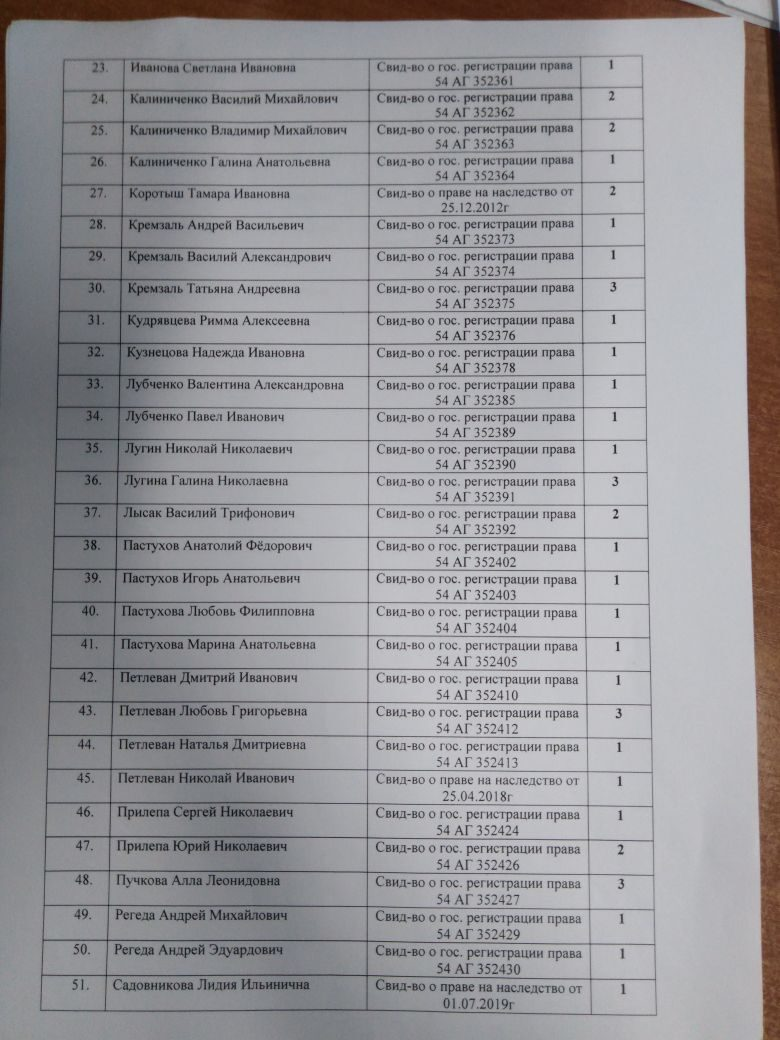 23. Иванова Светлана Ивановна Свид-во о гос. регистрации права 1
54 АГ 352361
24. Калиниченко Василий Михайлович Свид-во о гос. регистрации права 2
54 АГ 352362
25. Калиниченко Владимир Михайлович Свид-во о гос. регистрации права 2
54 АГ 352363
26. Калиниченко Галина Анатольевна Свид-во о гос. регистрации права 1
54 АГ 352364
27. Коротыш Тамара Ивановна Свид-во о праве на наследство от 2
25.12.2012г
28. Кремзаль Андрей Васильевич Свид-во о гос. регистрации права 1
54 АГ 352373
29. Кремзаль Василий Александрович Свид-во о гос. регистрации права 1
54 АГ 352374
30. Кремзаль Татьяна Андреевна Свид-во о гос. регистрации права 3
54 АГ 352375
31. Кудрявцева Римма Алексеевна Свид-во о гос. регистрации права 1
54 АГ 352376
32. Кузнецова Надежда Ивановна Свид-во о гос. регистрации права 1
54 АГ 352378
33. Лубченко Валентина Александровна Свид-во о гос. регистрации права 1
54 АГ 352385
34. Лубченко Павел Иванович Свид-во о гос. регистрации права 1
54 АГ 352389
35. Лугин Николай Николаевич Свид-во о гос. регистрации права 1
54 АГ 352390
36. Лугина Галина Николаевна Свид-во о гос. регистрации права 3
54 АГ 352391
37. Лысак Василий Трифонович Свид-во о гос. регистрации права 2
54 АГ 352392
38. Пастухов Анатолий Фёдорович Свид-во о гос. регистрации права 1
54 АГ 352402
39. Пастухов Игорь Анатольевич Свид-во о гос. регистрации права 1
54 АГ 352403
40. Пастухова Любовь Филипповна Свид-во о гос. регистрации права 1
54 АГ 352404
41. Пастухова Марина Анатольевна Свид-во о гос. регистрации права 1
54 АГ 352405
42. Петлеван Дмитрий Иванович Свид-во о гос. регистрации права 1
54 АГ 352410
43. Петлеван Любовь Григорьевна Свид-во о гос. регистрации права 3
54 АГ 352412
44. Петлеван Наталья Дмитриевна Свид-во о гос. регистрации права 1
54 АГ 352413
45. Петлеван Николай Иванович Свид-во о праве на наследство от 1
25.04.2018г
46. Прилепа Сергей Николаевич Свид-во о гос. регистрации права 1
54 АГ 352424
47. Прилепа Юрий Николаевич Свид-во о гос. регистрации права 2
54 АГ 352426
48. Пучкова Алла Леонидовна Свид-во о гос. регистрации права 3
54 АГ 352427
49. Регеда Андрей Михайлович Свид-во о гос. регистрации права 1
54 АГ 352429
50. Регеда Андрей Эдуардович Свид-во о гос. регистрации права 1
54 АГ 352430
51. Садовникова Лидия Ильинична Свид-во о праве на наследство от 1
01.07.2019г